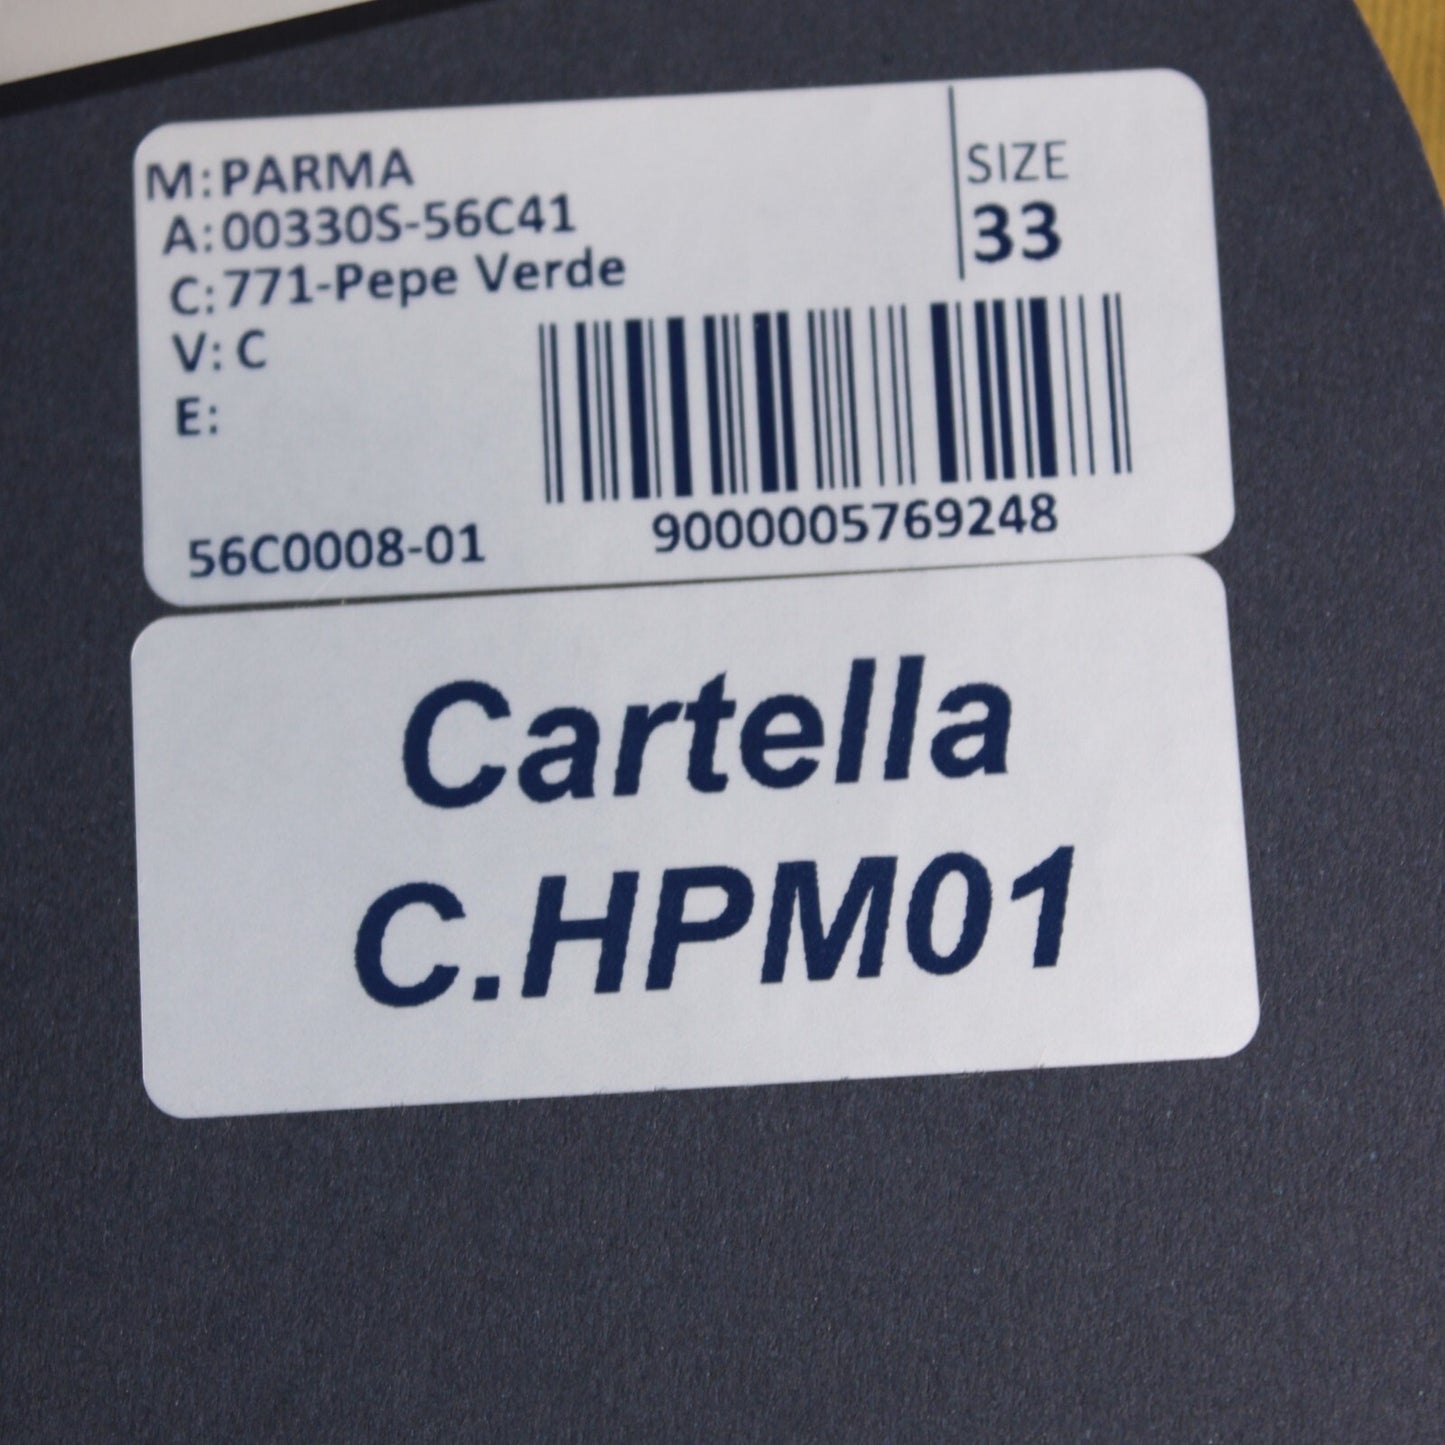 M: PARMA
A: 00330S-56C41
C: 771-Pepe Verde
V: C
E:
SIZE
33
56C0008-01
9000005769248
Cartella
C.HPM01